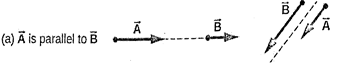 (a) A⃗ is parallel to B⃗ A⃗ B⃗ B⃗ A⃗